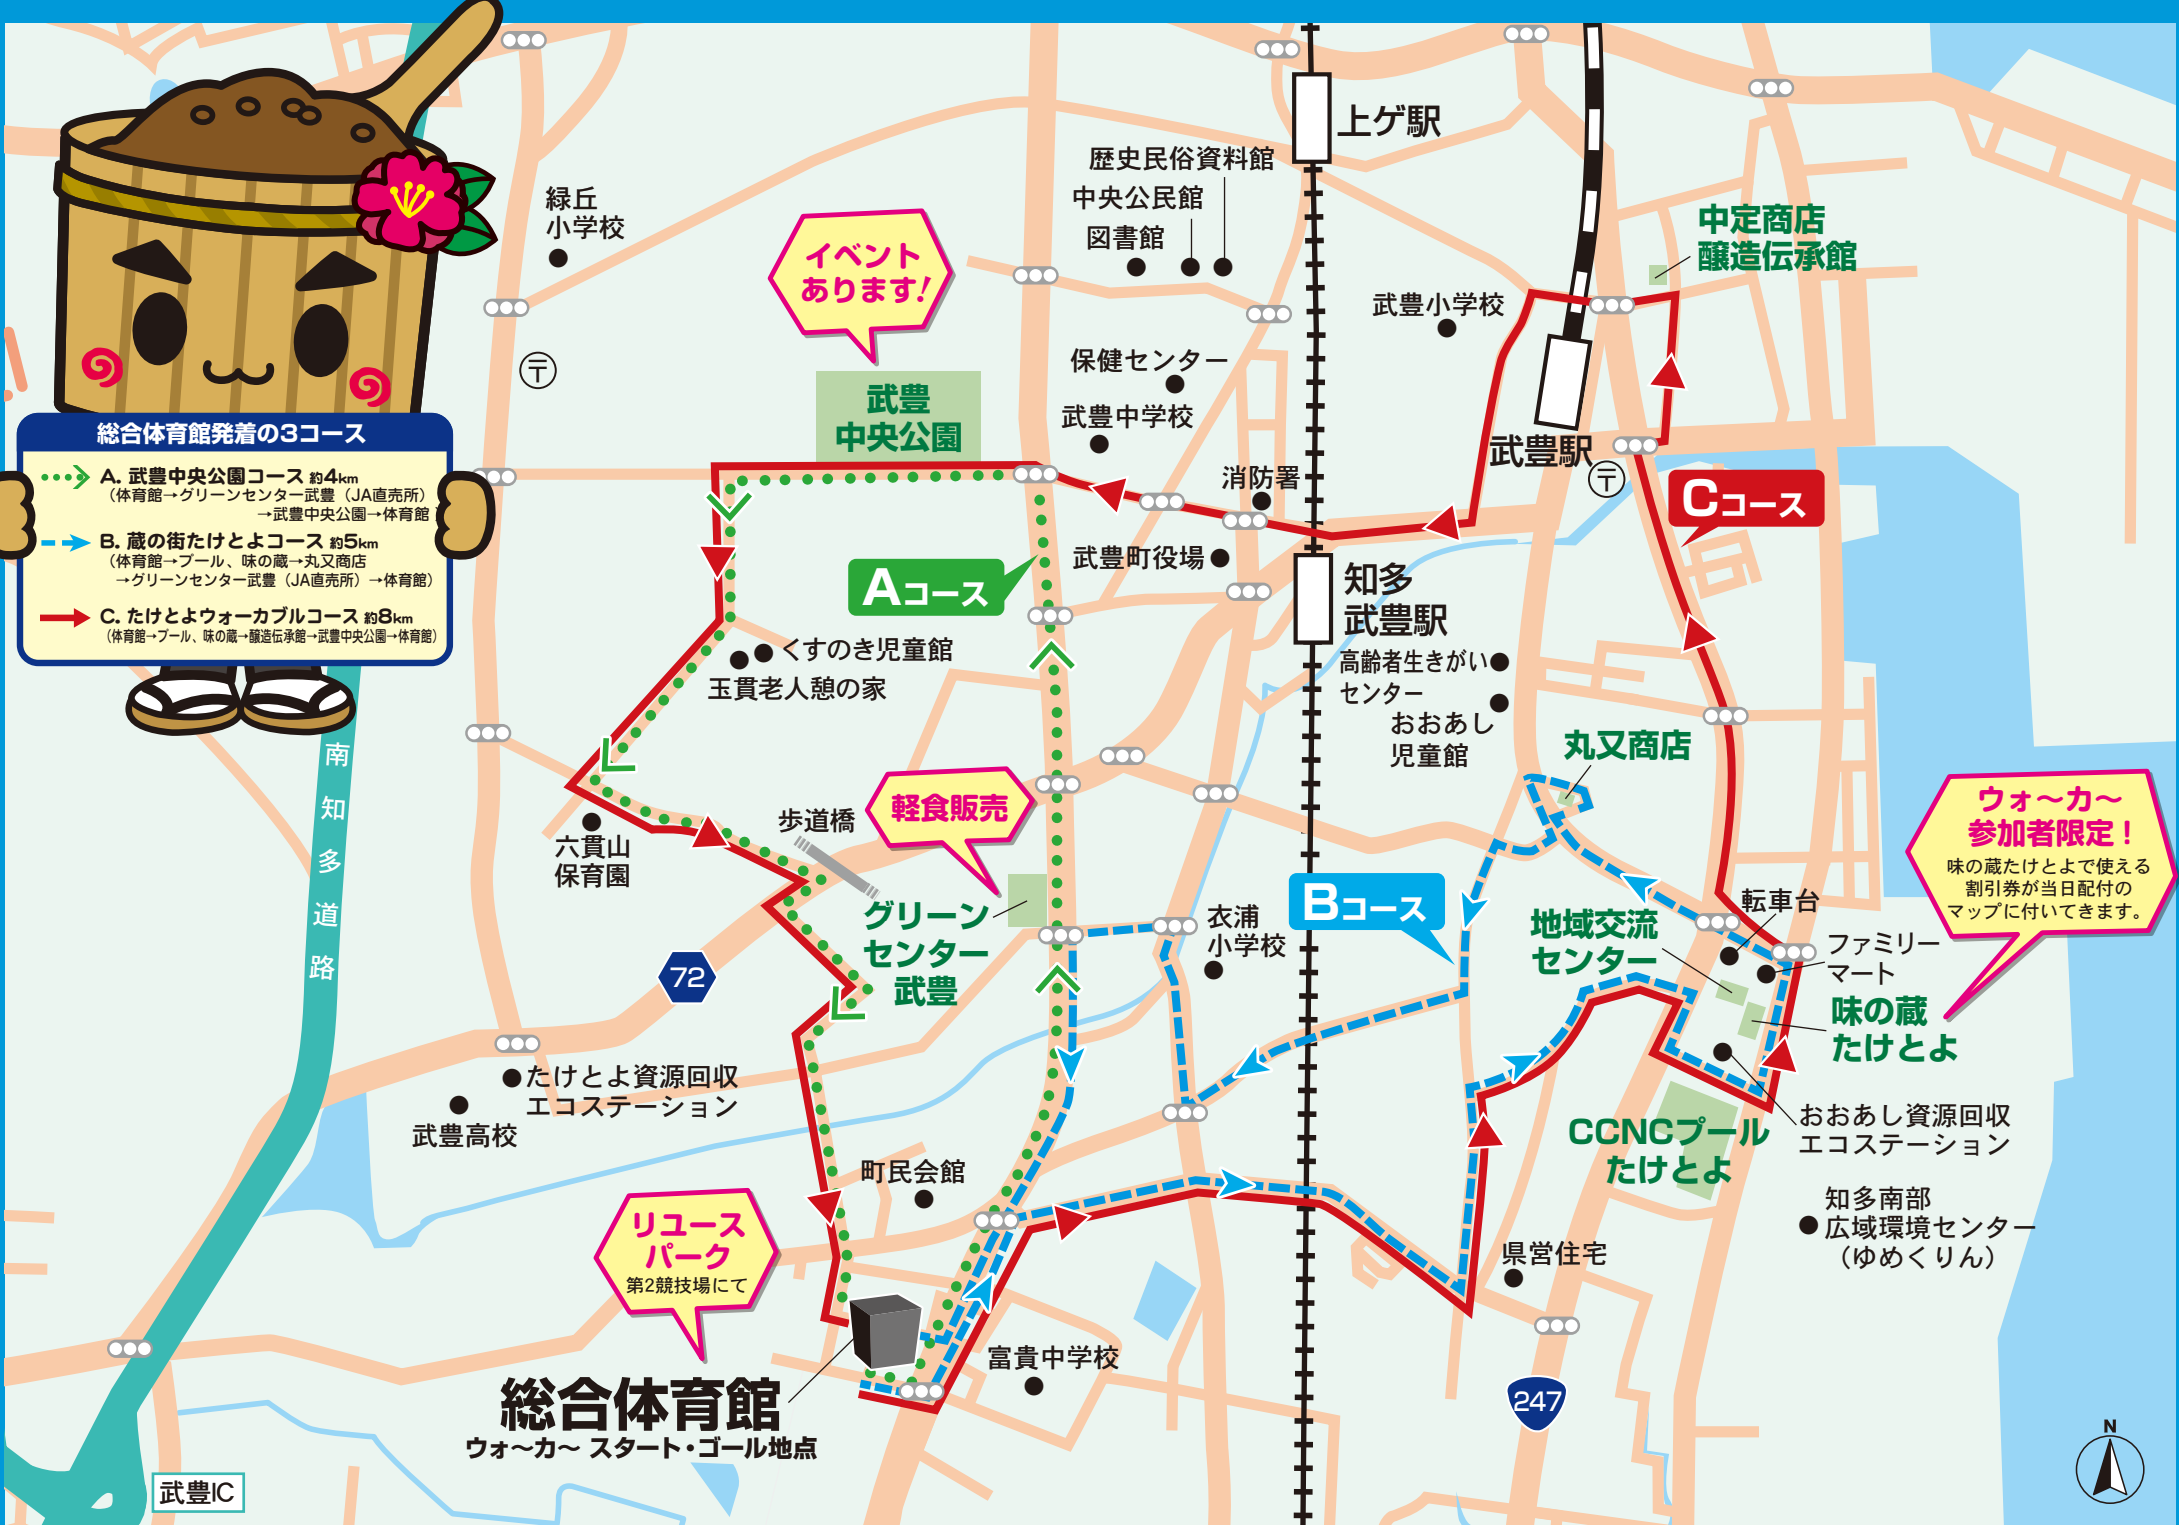 上ゲ駅
歴史民俗資料館
中央公民館
図書館
緑丘
小学校
イベント
あります!
中定商店
醸造伝承館
武豊小学校
保健センター
武豊中学校
武豊
中央公園
武豊駅
消防署
総合体育館発着の3コース
A. 武豊中央公園コース 約4km
(体育館→グリーンセンター武豊（JA直売所)
→武豊中央公園→体育館
B. 蔵の街たけとよコース 約5km
(体育館→プール、味の蔵→丸又商店
→グリーンセンター武豊（JA直売所）→体育館)
C. たけとよウォーカブルコース 約8km
(体育館→プール、味の蔵→醸造伝承館→武豊中央公園→体育館)
Cコース
武豊町役場
Aコース
知多
武豊駅
くすのき児童館
玉貫老人憩の家
高齢者生きがい
センター
おおあし
児童館
丸又商店
南知多道路
軽食販売
歩道橋
六貫山
保育園
ウォ～カ～
参加者限定！
味の蔵たけとよで使える
割引券が当日配付の
マップに付いてきます。
グリーン
センター
武豊
衣浦
小学校
Bコース
転車台
地域交流
センター
ファミリー
マート
72
味の蔵
たけとよ
たけとよ資源回収
エコステーション
武豊高校
CCNCプール
たけとよ
おおあし資源回収
エコステーション
町民会館
知多南部
広域環境センター
（ゆめくりん）
リユース
パーク
第2競技場にて
県営住宅
富貴中学校
総合体育館
ウォ～カ～ スタート・ゴール地点
247
N
武豊IC